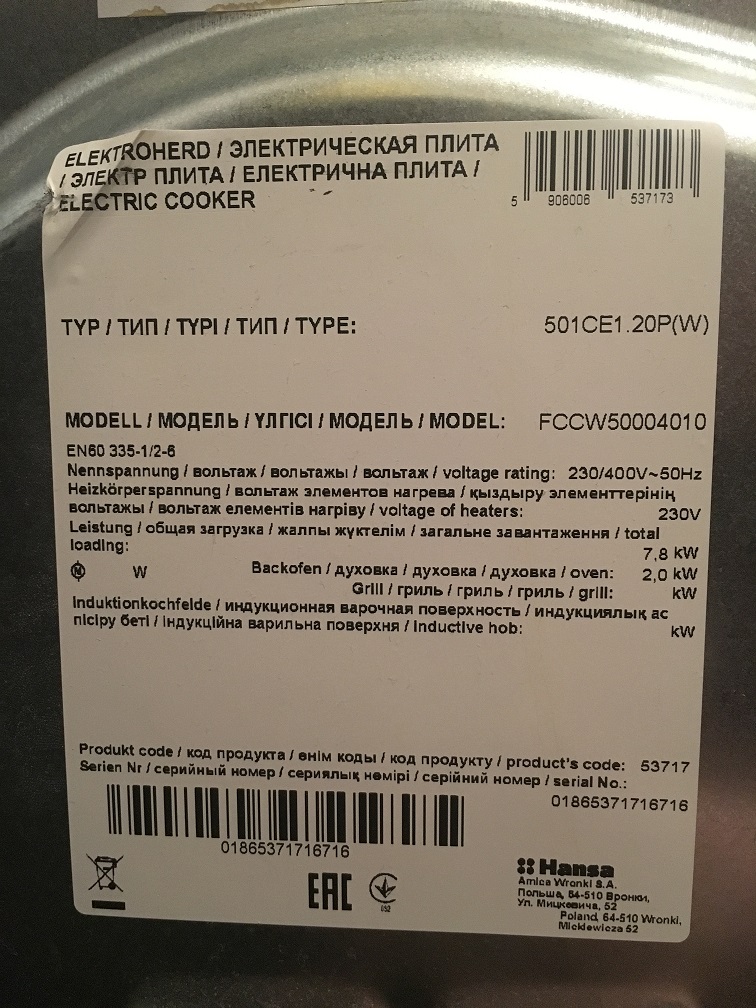 ELEKTROHERD / ЭЛЕКТРИЧЕСКАЯ ПЛИТА
/ ЭЛЕКТР ПЛИТА / ЕЛЕКТРИЧНА ПЛИТА /
ELECTRIC COOKER
5 906006 537173
TYP / ТИП / ТҮРІ / ТИП / TYPE: 501CE1.20P(W)
MODELL / МОДЕЛЬ / ҮЛГІСІ / МОДЕЛЬ / MODEL: FCCW50004010
EN60 335-1/2-6
Nennspannung / вольтаж / вольтажы / вольтаж / voltage rating: 230/400V~50Hz
Heizkörperspannung / вольтаж элементов нагрева / қыздыру элементтерінің
вольтажы / вольтаж елементів нагріву / voltage of heaters: 230V
Leistung / общая загрузка / жалпы жүктелім / загальне завантаження / total
loading: 7,8 kW
M W Backofen / духовка / духовка / духовка / oven: 2,0 kW
Grill / гриль / гриль / гриль / grill: kW
Induktionkochfelde / индукционная варочная поверхность / индукциялық ас
пісіру беті / індукційна варильна поверхня / inductive hob: kW
Produkt code / код продукта / өнім коды / код продукту / product's code: 53717
Serien Nr / серийный номер / сериялық нөмірі / серійний номер / serial No.:
01865371716716
01865371716716
EAC
052
Hansa
Amica Wronki S.A.
Польша, 64-510 Вронки,
Ул. Мицкевича, 52
Poland, 64-510 Wronki,
Mickiewicza 52